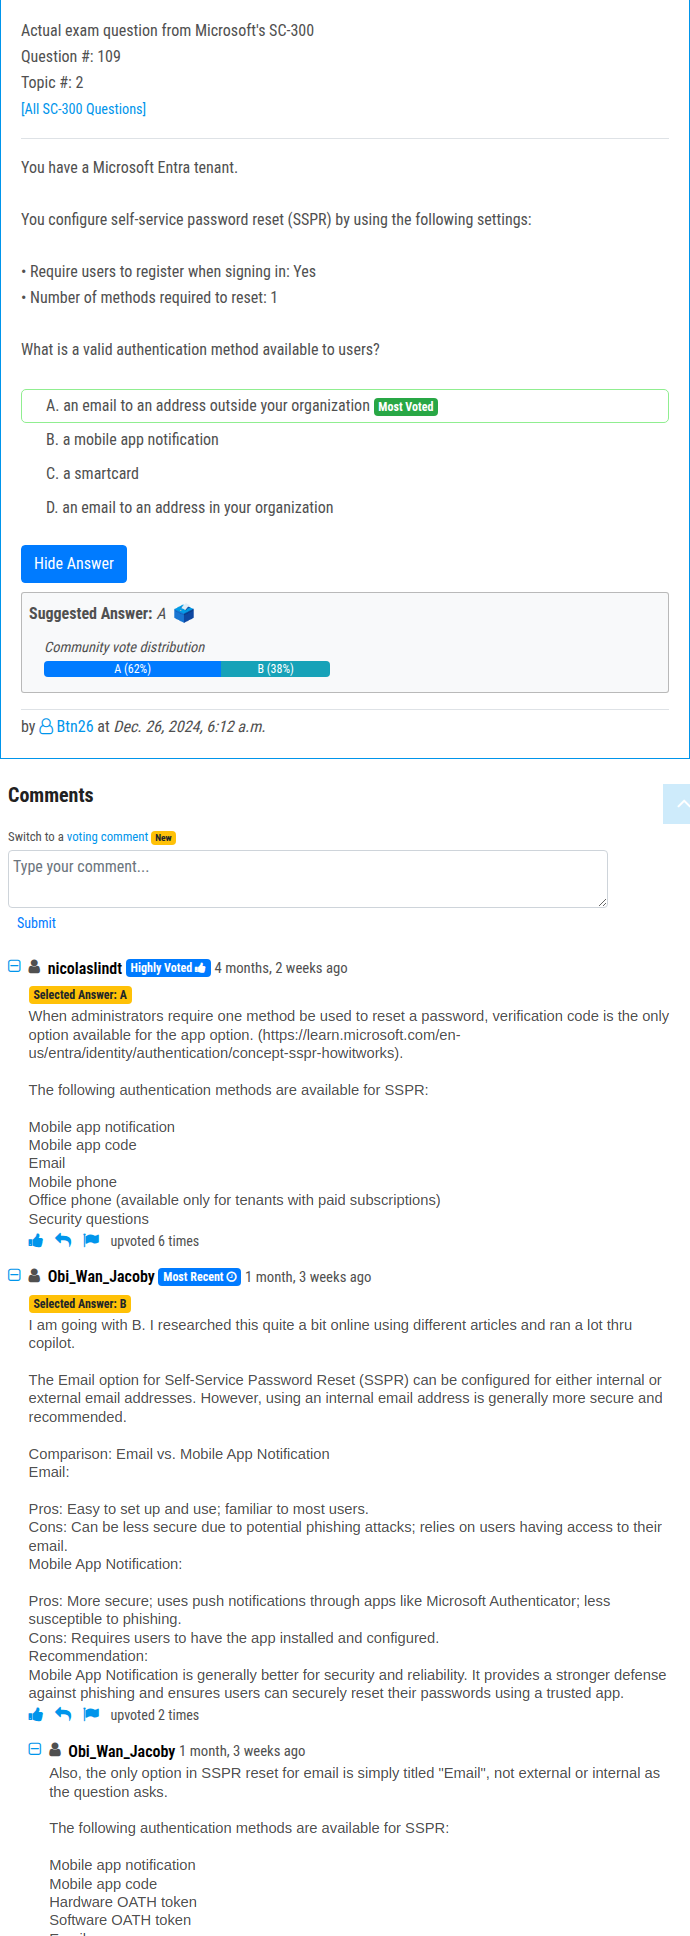 Actual exam question from Microsoft's SC-300
Question #: 109
Topic #: 2
[All SC-300 Questions]
You have a Microsoft Entra tenant.
You configure self-service password reset (SSPR) by using the following settings:
• Require users to register when signing in: Yes
• Number of methods required to reset: 1
What is a valid authentication method available to users?
A. an email to an address outside your organization Most Voted
B. a mobile app notification
C. a smartcard
D. an email to an address in your organization
Hide Answer
Suggested Answer: A
Community vote distribution
A (62%) B (38%)
by Btn26 at Dec. 26, 2024, 6:12 a.m.
Comments
Switch to a voting comment New
Type your comment...
Submit
nicolaslindt Highly Voted 4 months, 2 weeks ago
Selected Answer: A
When administrators require one method be used to reset a password, verification code is the only
option available for the app option. (https://learn.microsoft.com/en-
us/entra/identity/authentication/concept-sspr-howitworks).
The following authentication methods are available for SSPR:
Mobile app notification
Mobile app code
Email
Mobile phone
Office phone (available only for tenants with paid subscriptions)
Security questions
upvoted 6 times
Obi_Wan_Jacoby Most Recent 1 month, 3 weeks ago
Selected Answer: B
I am going with B. I researched this quite a bit online using different articles and ran a lot thru
copilot.
The Email option for Self-Service Password Reset (SSPR) can be configured for either internal or
external email addresses. However, using an internal email address is generally more secure and
recommended.
Comparison: Email vs. Mobile App Notification
Email:
Pros: Easy to set up and use; familiar to most users.
Cons: Can be less secure due to potential phishing attacks; relies on users having access to their
email.
Mobile App Notification:
Pros: More secure; uses push notifications through apps like Microsoft Authenticator; less
susceptible to phishing.
Cons: Requires users to have the app installed and configured.
Recommendation:
Mobile App Notification is generally better for security and reliability. It provides a stronger defense
against phishing and ensures users can securely reset their passwords using a trusted app.
upvoted 2 times
Obi_Wan_Jacoby 1 month, 3 weeks ago
Also, the only option in SSPR reset for email is simply titled "Email", not external or internal as
the question asks.
The following authentication methods are available for SSPR:
Mobile app notification
Mobile app code
Hardware OATH token
Software OATH token